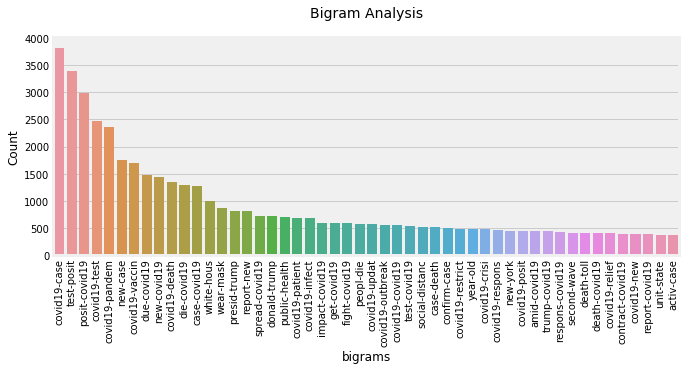 Bigram Analysis
Count
4000
3500
3000
2500
2000
1500
1000
500
0
covid19-case
test-posit
posit-covid19
covid19-test
covid19-pandem
new-case
covid19-vaccin
due-covid19
new-covid19
covid19-death
die-covid19
case-covid19
white-hous
wear-mask
presid-trump
report-new
spread-covid19
donald-trump
public-health
covid19-patient
covid19-infect
impact-covid19
get-covid19
fight-covid19
peopl-die
covid19-updat
covid19-outbreak
covid19-covid19
test-covid19
social-distanc
case-death
confirm-case
covid19-restrict
year-old
covid19-crisi
covid19-respons
new-york
covid19-posit
amid-covid19
trump-covid19
respons-covid19
second-wave
death-toll
death-covid19
covid19-relief
contract-covid19
covid19-new
report-covid19
unit-state
activ-case
bigrams